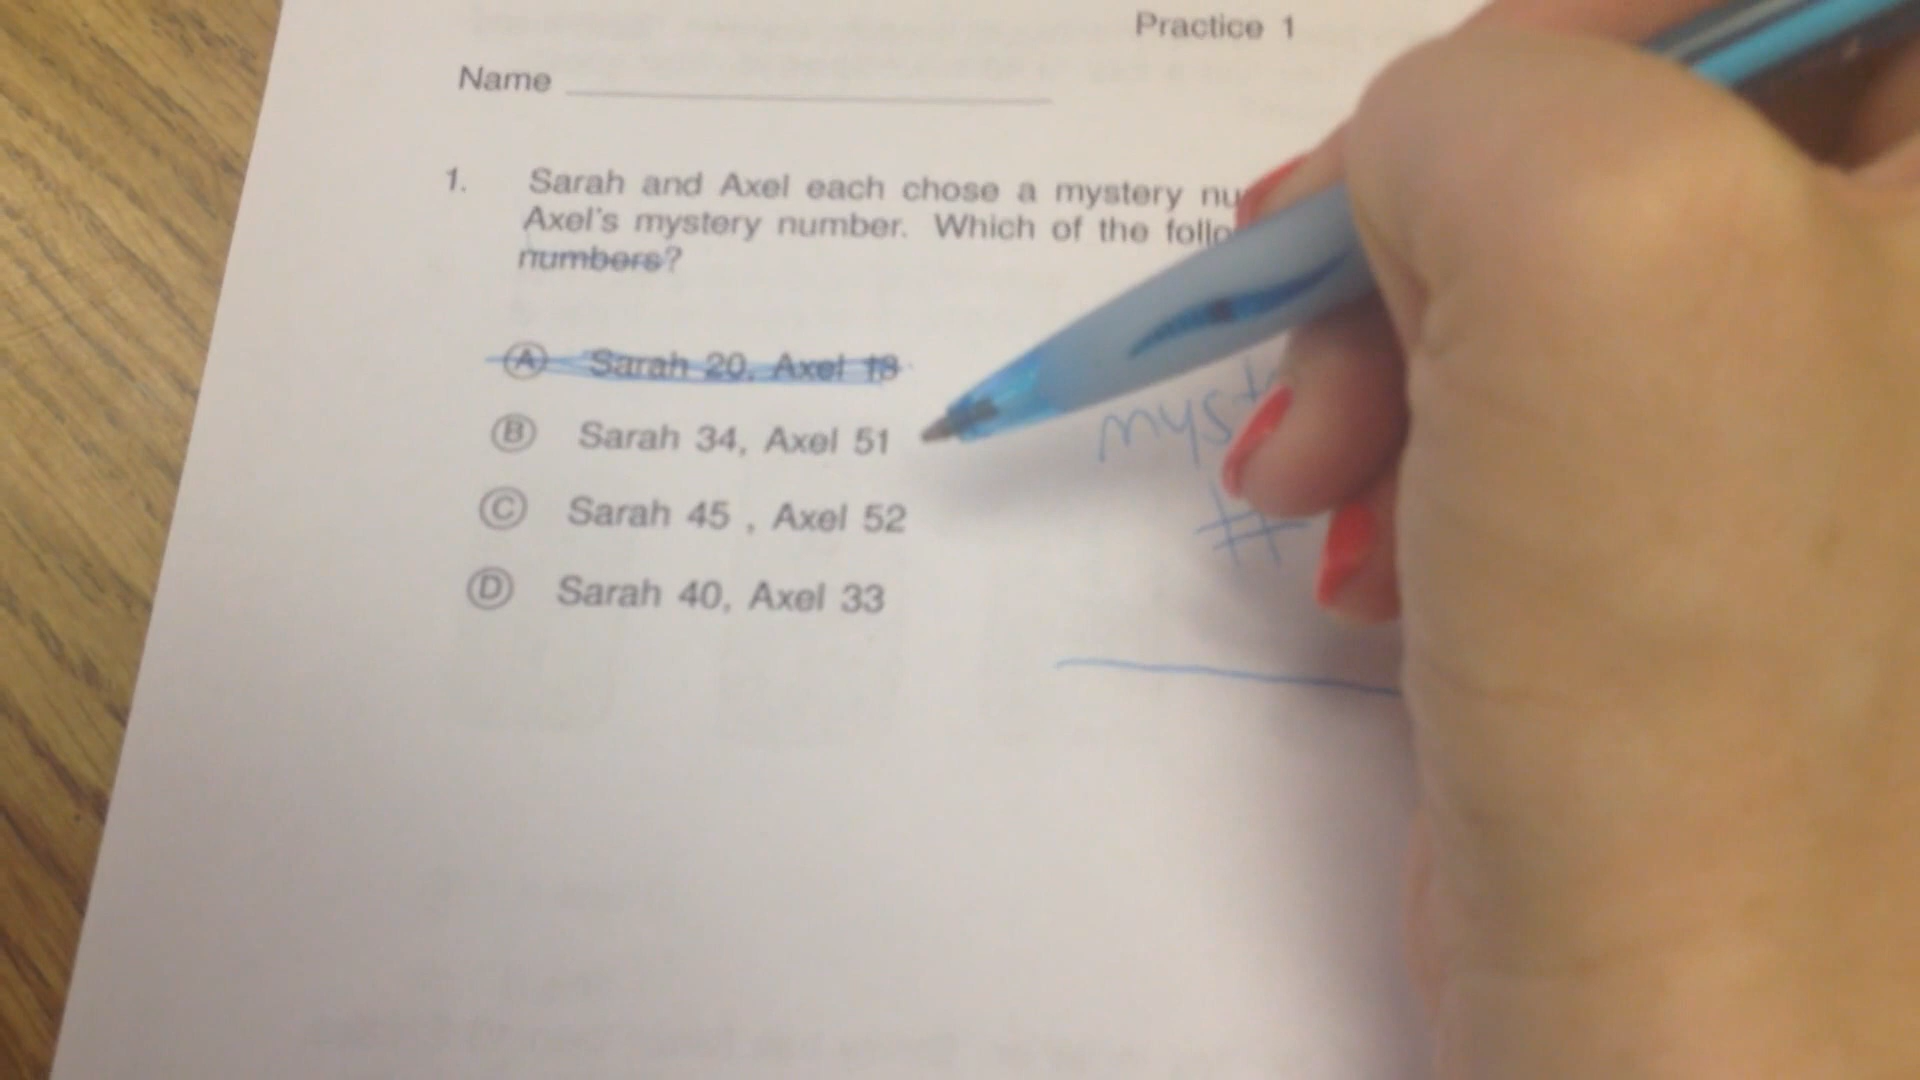 Practice 1
Name
1. Sarah and Axel each chose a mystery nu
Axel's mystery number. Which of the follo
numbers?
A Sarah 20, Axel 18
B Sarah 34, Axel 51
C Sarah 45 , Axel 52
D Sarah 40, Axel 33
myst
#